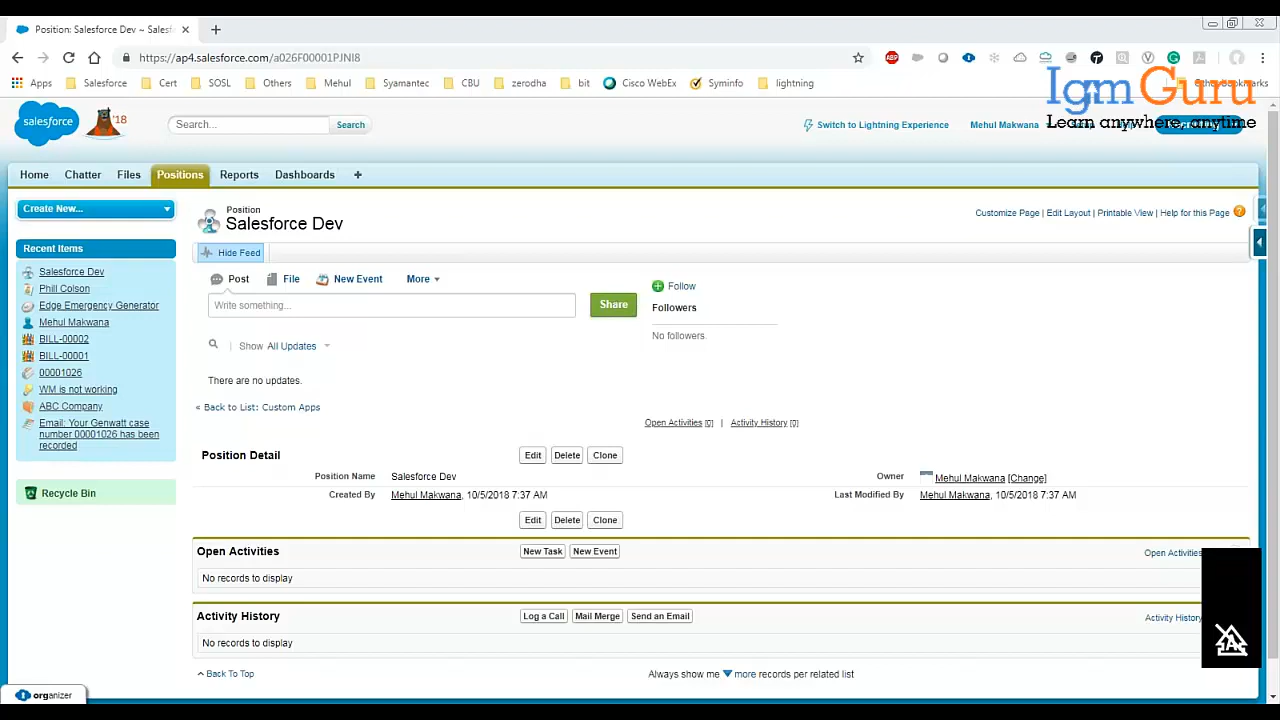 Position: Salesforce Dev ~ Salesf
https://ap4.salesforce.com/a026F00001PJNI8
ABP
Apps Salesforce Cert SOSL Others Mehul Symantec CBU zerodha bit Cisco WebEx Syminfo lightning
IgmGuru
Learn anywhere, anytime
salesforce '18 Search... Search Switch to Lightning Experience Mehul Makwana
Home Chatter Files Positions Reports Dashboards +
Create New...
Recent Items
Salesforce Dev
Phill Colson
Edge Emergency Generator
Mehul Makwana
BILL-00002
BILL-00001
00001026
WM is not working
ABC Company
Email: Your Genwatt case
number 00001026 has been
recorded
Recycle Bin
Position
Salesforce Dev
Customize Page | Edit Layout | Printable View | Help for this Page ?
Hide Feed
Post File New Event More
Write something... Share
Follow
Followers
No followers.
Show All Updates
There are no updates.
« Back to List: Custom Apps
Open Activities [0] | Activity History [0]
Position Detail Edit Delete Clone
Position Name Salesforce Dev Owner Mehul Makwana [Change]
Created By Mehul Makwana, 10/5/2018 7:37 AM Last Modified By Mehul Makwana, 10/5/2018 7:37 AM
Edit Delete Clone
Open Activities New Task New Event Open Activities
No records to display
Activity History Log a Call Mail Merge Send an Email Activity History
No records to display
Back To Top Always show me more records per related list
organizer